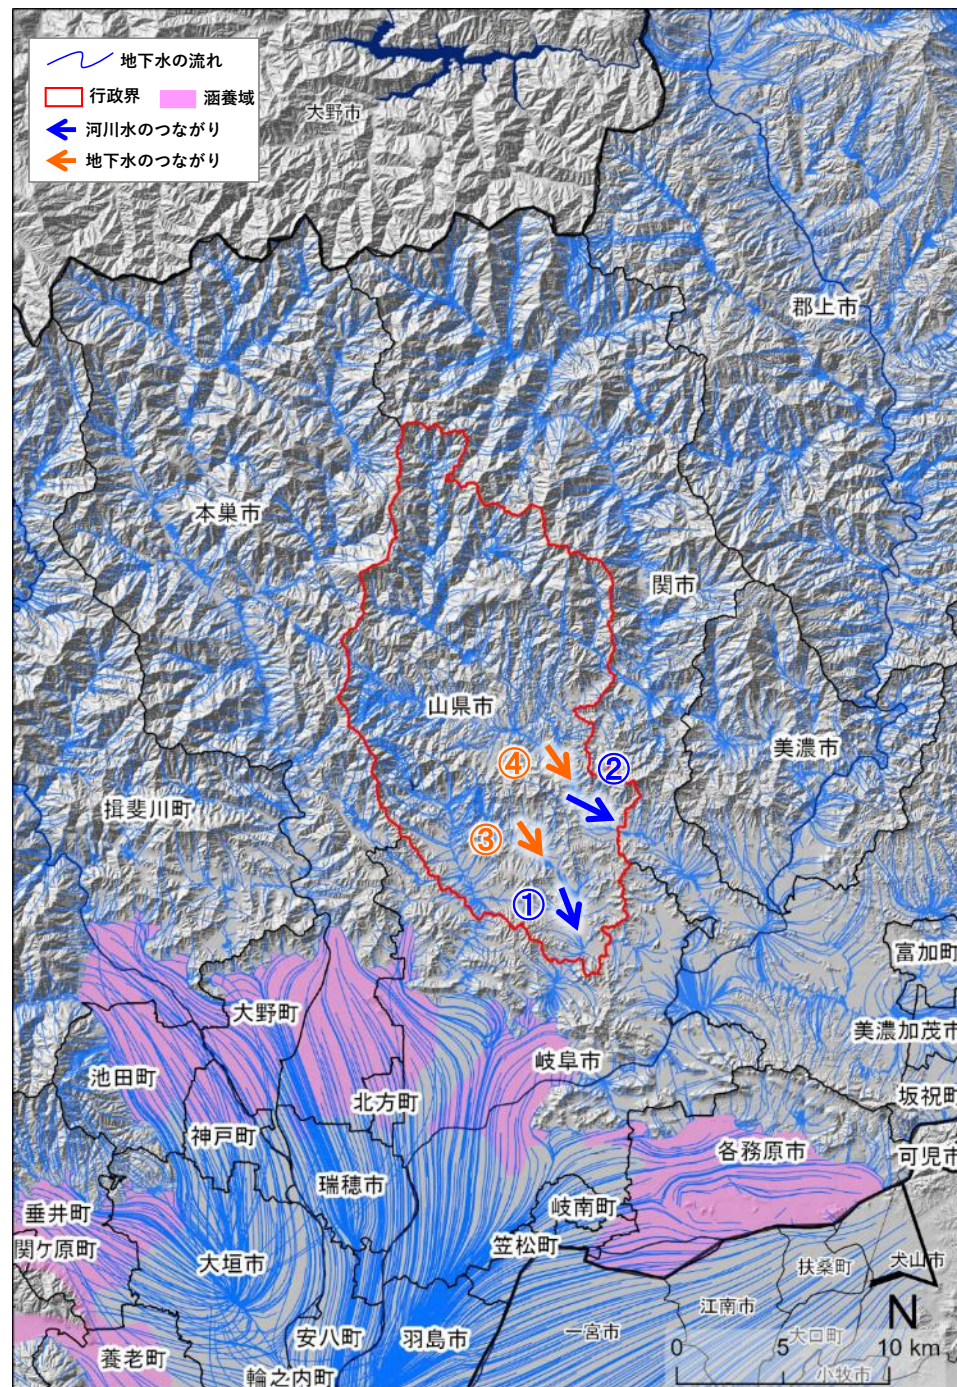 地下水の流れ
行政界 涵養域
河川水のつながり
地下水のつながり
大野市
郡上市
本巣市
関市
山県市
美濃市
④
②
揖斐川町
③
①
富加町
大野町
美濃加茂市
岐阜市
池田町
北方町
坂祝町
神戸町
各務原市
可児市
瑞穂市
垂井町
岐南町
関ケ原町
笠松町
大垣市
扶桑町
犬山市
江南市
N
安八町
羽島市
一宮市
大口町
養老町
0 5 10 km
輪之内町
小牧市